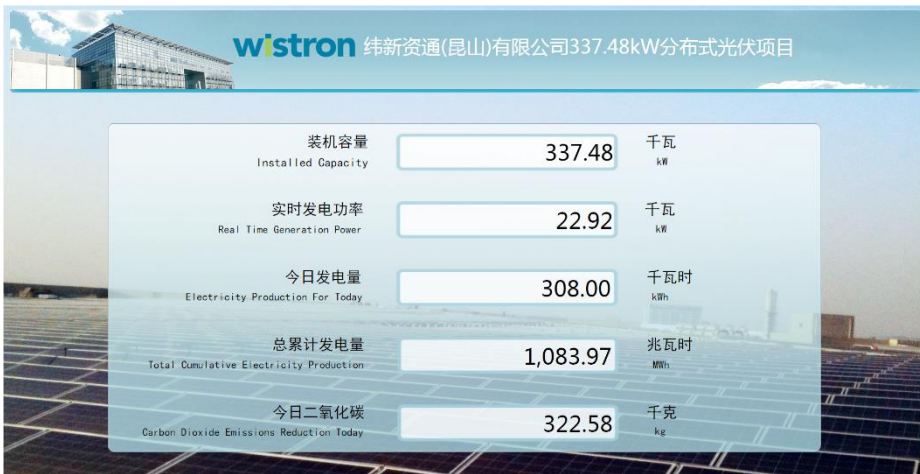 wistron 纬新资通(昆山)有限公司337.48kW分布式光伏项目
装机容量 337.48 千瓦
Installed Capacity kW
实时发电功率 22.92 千瓦
Real Time Generation Power kW
今日发电量 308.00 千瓦时
Electricity Production For Today kWh
总累计发电量 1,083.97 兆瓦时
Total Cumulative Electricity Production MWh
今日二氧化碳 322.58 千克
Carbon Dioxide Emissions Reduction Today kg